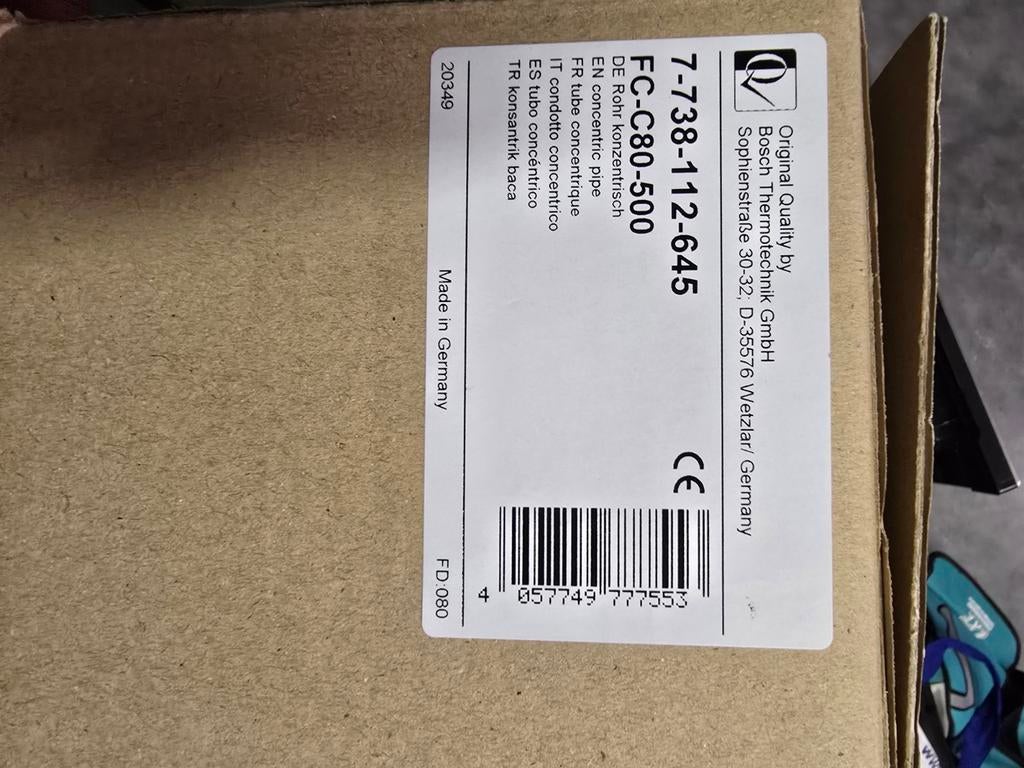 Q
Original Quality by
Bosch Thermotechnik GmbH
Sophienstraße 30-32; D-35576 Wetzlar/ Germany
7-738-112-645
FC-C80-500
DE Rohr konzentrisch
EN concentric pipe
FR tube concentrique
IT condotto concentrico
ES tubo concéntrico
TR konsantrik baca
CE
4 057749 777553
20349 Made in Germany FD:080